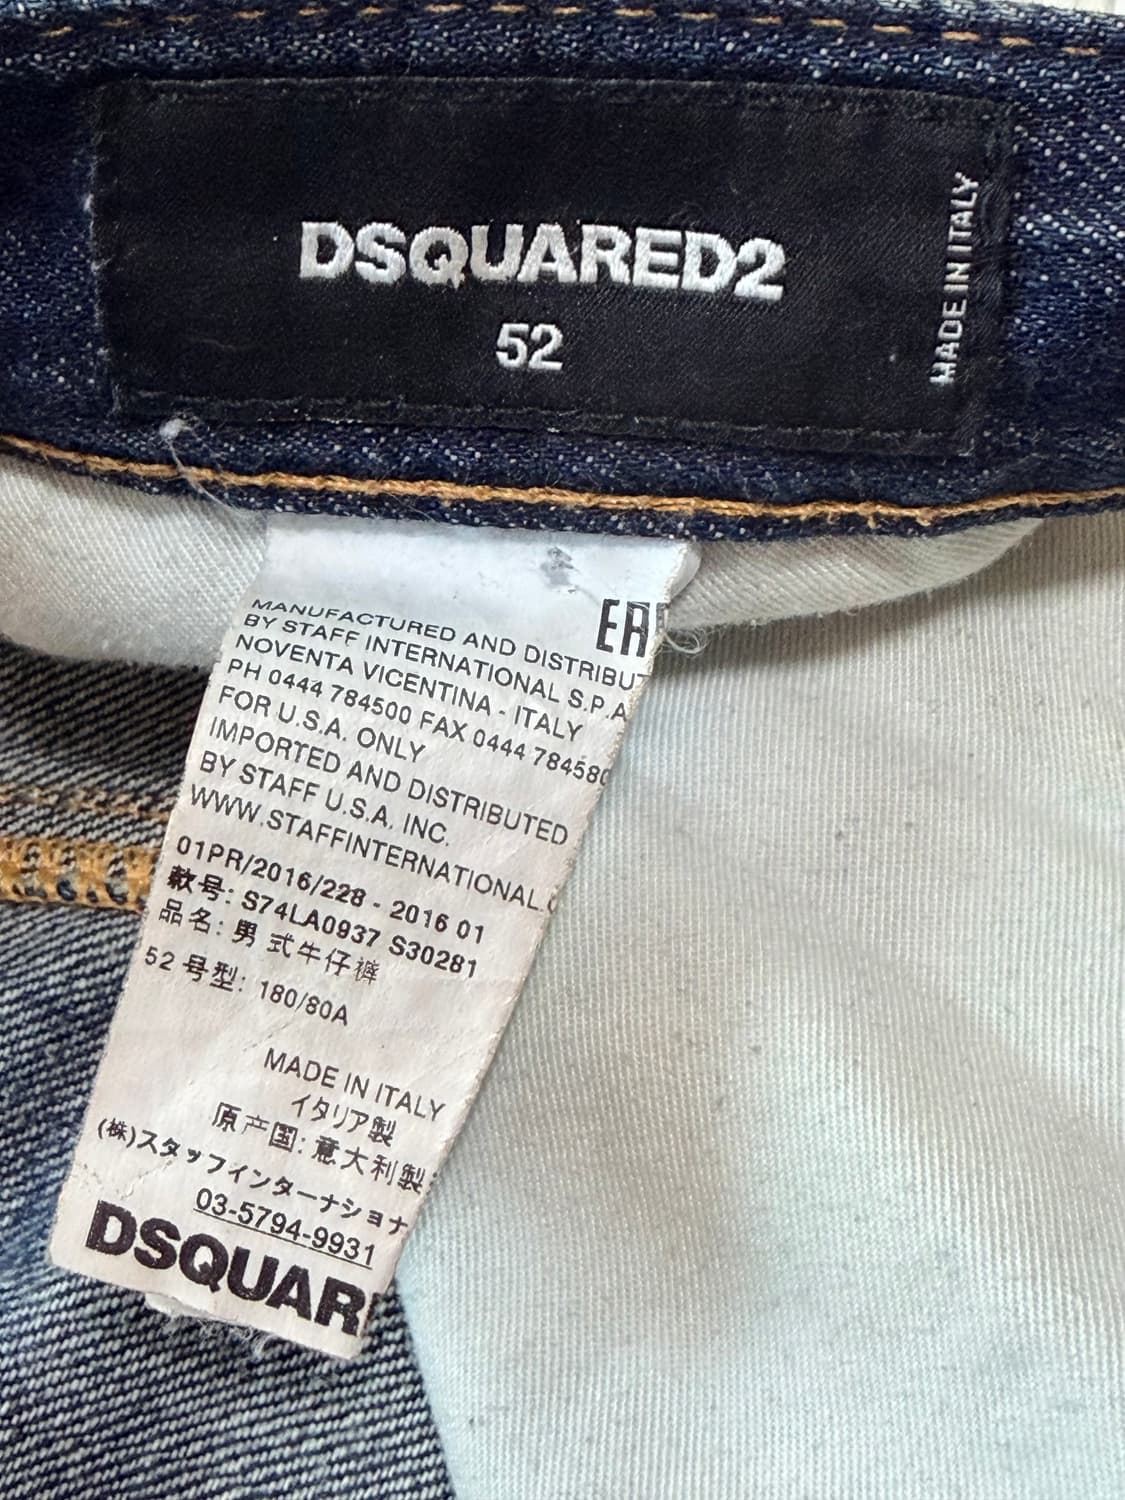 DSQUARED2
52
MADE IN ITALY
MANUFACTURED AND DISTRIBUT
BY STAFF INTERNATIONAL S.P.A
NOVENTA VICENTINA - ITALY
PH 0444 784500 FAX 0444 784580
FOR U.S.A. ONLY
IMPORTED AND DISTRIBUTED
BY STAFF U.S.A. INC.
WWW.STAFFINTERNATIONAL.C
01PR/2016/228 - 2016 01
款号: S74LA0937 S30281
品名: 男式牛仔裤
52 号型: 180/80A
MADE IN ITALY
イタリア製
原产国: 意大利製
(株)スタッフインターナショナ
03-5794-9931
DSQUAR